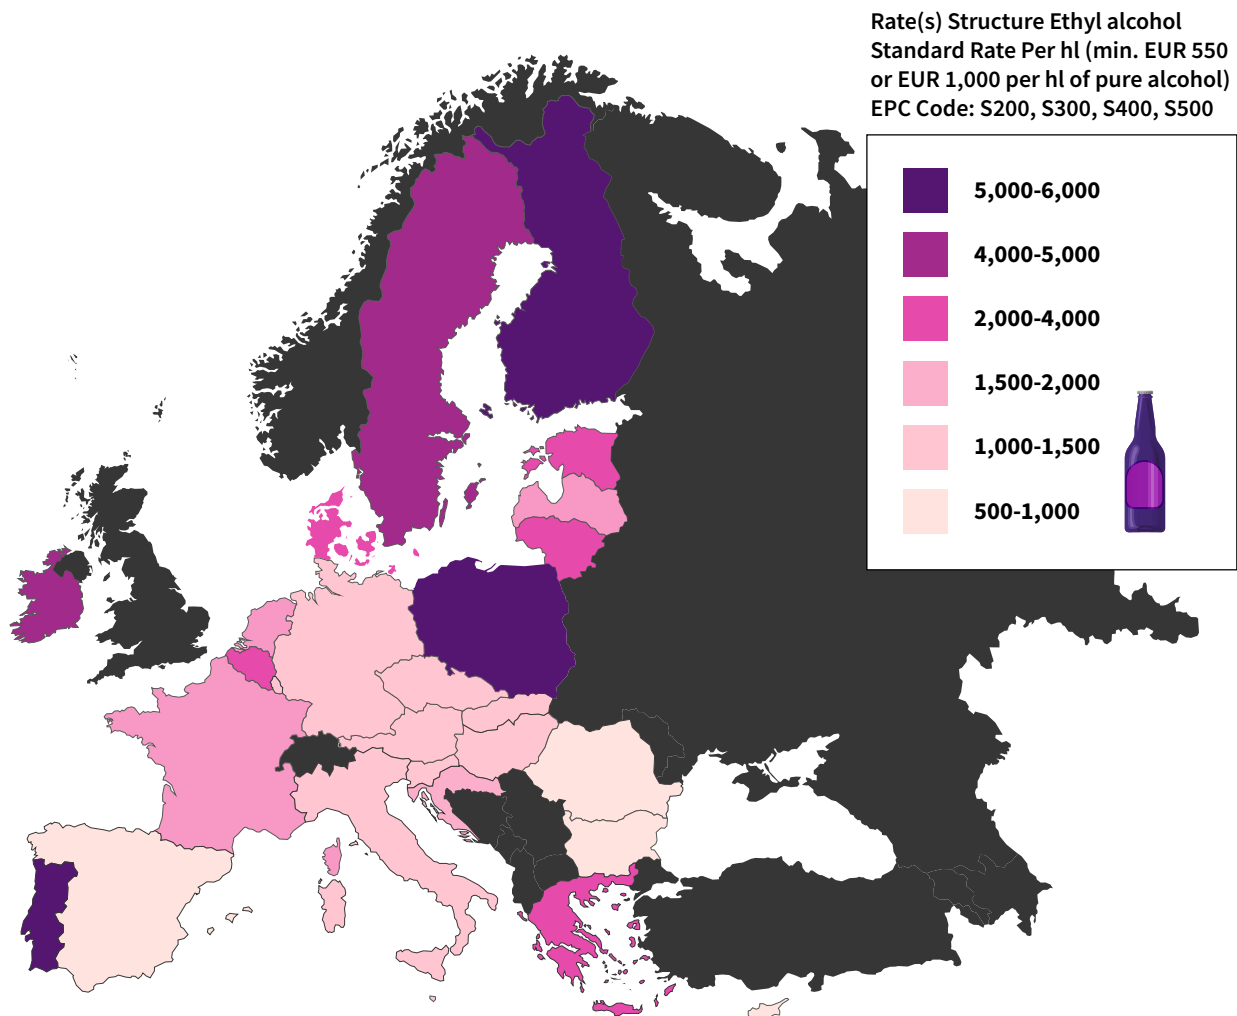 Rate(s) Structure Ethyl alcohol
Standard Rate Per hl (min. EUR 550
or EUR 1,000 per hl of pure alcohol)
EPC Code: S200, S300, S400, S500
5,000-6,000
4,000-5,000
2,000-4,000
1,500-2,000
1,000-1,500
500-1,000